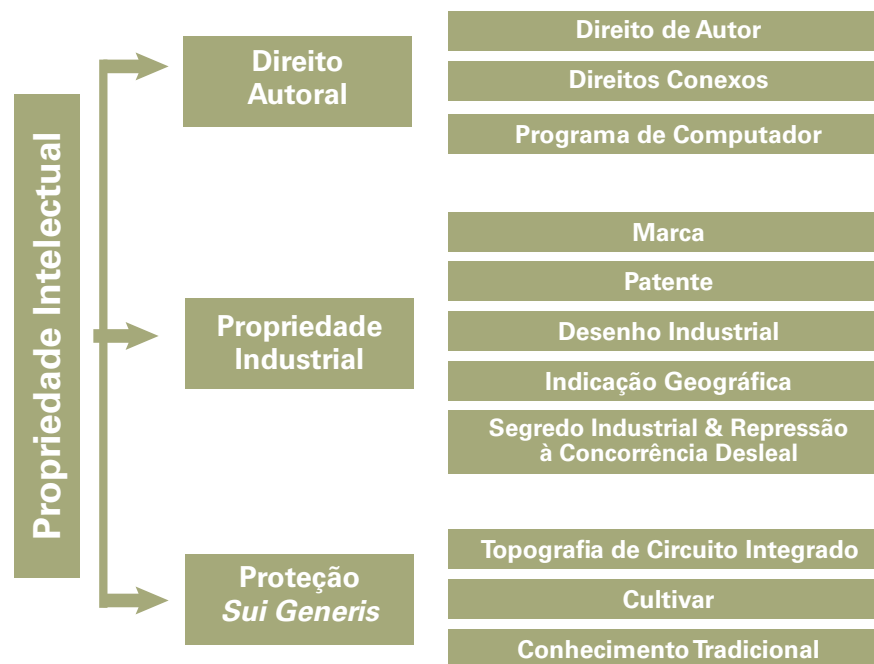 Propriedade Intelectual
Direito
Autoral
Direito de Autor
Direitos Conexos
Programa de Computador
Propriedade
Industrial
Marca
Patente
Desenho Industrial
Indicação Geográfica
Segredo Industrial & Repressão
à Concorrência Desleal
Proteção
Sui Generis
Topografia de Circuito Integrado
Cultivar
Conhecimento Tradicional